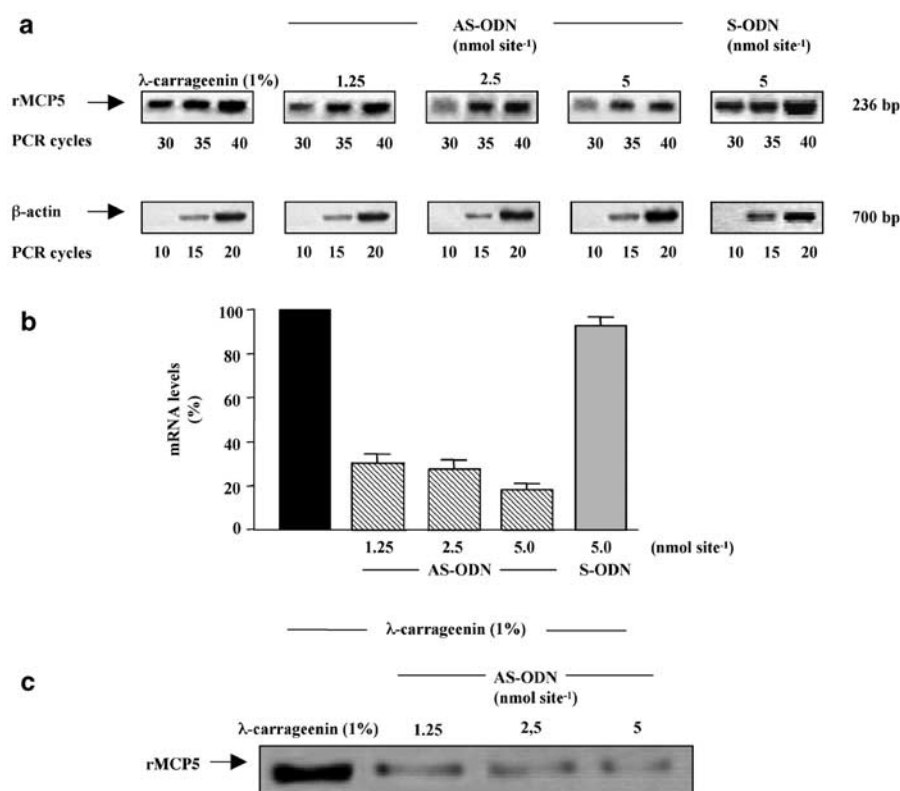 a
AS-ODN
(nmol site⁻¹)
S-ODN
(nmol site⁻¹)
λ-carrageenin (1%) 1.25 2.5 5 5
rMCP5 236 bp
PCR cycles 30 35 40 30 35 40 30 35 40 30 35 40 30 35 40
β-actin 700 bp
PCR cycles 10 15 20 10 15 20 10 15 20 10 15 20 10 15 20
b
mRNA levels
(%)
100
80
60
40
20
0
1.25 2.5 5.0 5.0 (nmol site⁻¹)
AS-ODN S-ODN
λ-carrageenin (1%)
c
AS-ODN
(nmol site⁻¹)
λ-carrageenin (1%) 1.25 2,5 5
rMCP5